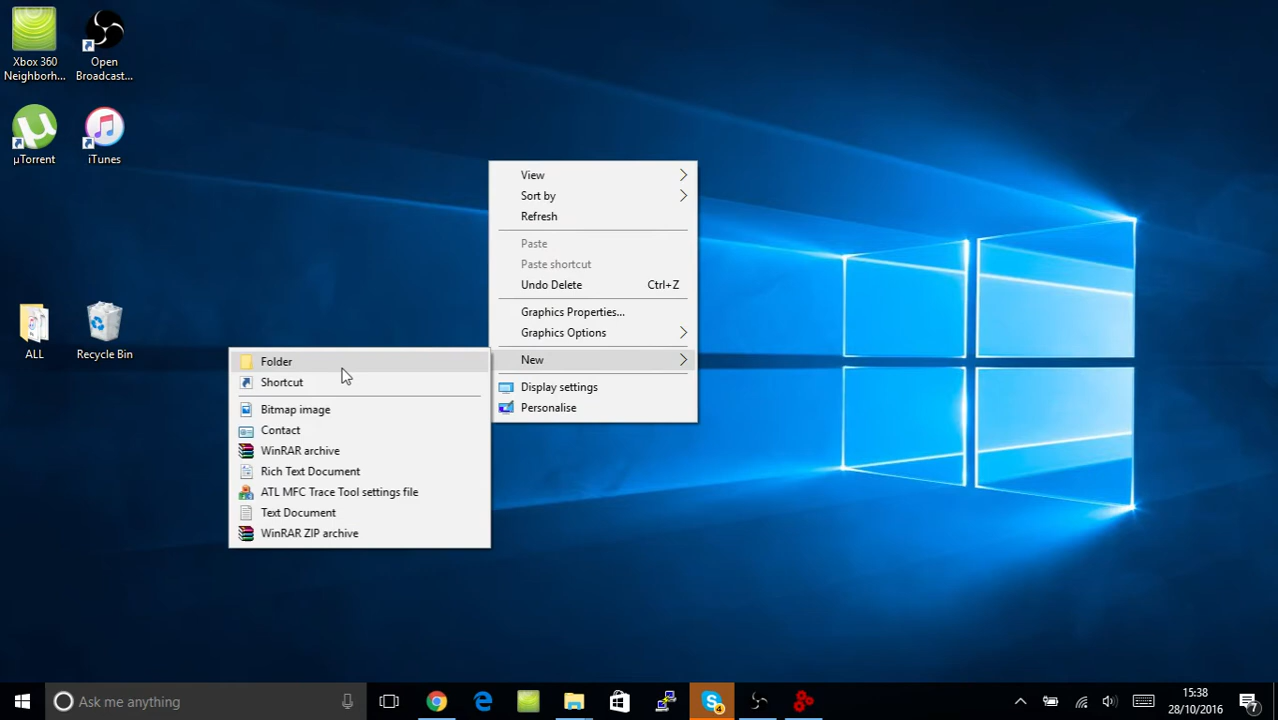 Xbox 360
Neighborh...
Open
Broadcast...
µTorrent
iTunes
ALL
Recycle Bin
View
Sort by
Refresh
Paste
Paste shortcut
Undo Delete Ctrl+Z
Graphics Properties...
Graphics Options
New
Display settings
Personalise
Folder
Shortcut
Bitmap image
Contact
WinRAR archive
Rich Text Document
ATL MFC Trace Tool settings file
Text Document
WinRAR ZIP archive
Ask me anything
4
15:38
28/10/2016
7